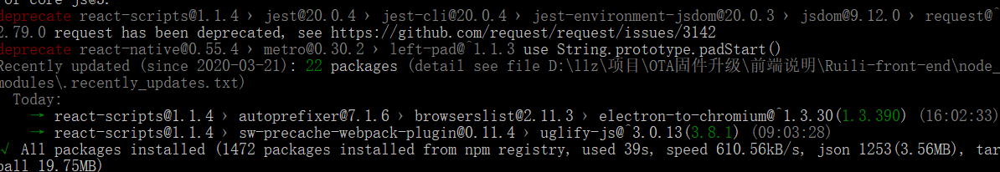 of core-js@3.
deprecate react-scripts@1.1.4 › jest@20.0.4 › jest-cli@20.0.4 › jest-environment-jsdom@20.0.3 › jsdom@9.12.0 › request@^
2.79.0 request has been deprecated, see https://github.com/request/request/issues/3142
deprecate react-native@0.55.4 › metro@0.30.2 › left-pad@^1.1.3 use String.prototype.padStart()
Recently updated (since 2020-03-21): 22 packages (detail see file D:\llz\项目\OTA固件升级\前端说明\Ruili-front-end\node_
modules\.recently_updates.txt)
Today:
→ react-scripts@1.1.4 › autoprefixer@7.1.6 › browserslist@2.11.3 › electron-to-chromium@^1.3.30(1.3.390) (16:02:33)
→ react-scripts@1.1.4 › sw-precache-webpack-plugin@0.11.4 › uglify-js@^3.0.13(3.8.1) (09:03:28)
√ All packages installed (1472 packages installed from npm registry, used 39s, speed 610.56kB/s, json 1253(3.56MB), tar
ball 19.75MB)